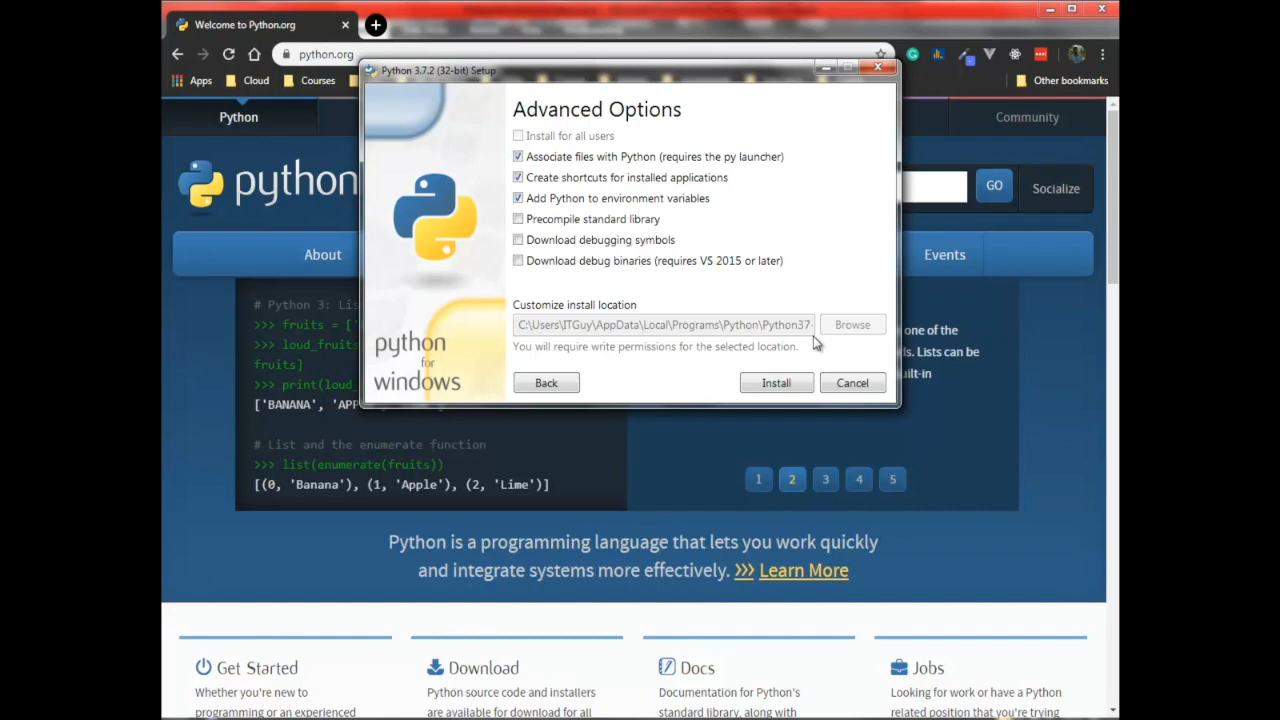 Welcome to Python.org
python.org
Apps Cloud Courses Other bookmarks
Python 3.7.2 (32-bit) Setup
Python Community
python
GO Socialize
About Events
Advanced Options
Install for all users
Associate files with Python (requires the py launcher)
Create shortcuts for installed applications
Add Python to environment variables
Precompile standard library
Download debugging symbols
Download debug binaries (requires VS 2015 or later)
Customize install location
C:\Users\ITGuy\AppData\Local\Programs\Python\Python37-
Browse
You will require write permissions for the selected location.
Back Install Cancel
python
for
windows
# Python 3: Lis
>>> fruits = ['
>>> loud_fruits
fruits]
>>> print(loud_
['BANANA', 'APP
# List and the enumerate function
>>> list(enumerate(fruits))
[(0, 'Banana'), (1, 'Apple'), (2, 'Lime')]
one of the
ds. Lists can be
uilt-in
1 2 3 4 5
Python is a programming language that lets you work quickly
and integrate systems more effectively. >>> Learn More
Get Started
Whether you're new to
programming or an experienced
Download
Python source code and installers
are available for download for all
Docs
Documentation for Python's
standard library, along with
Jobs
Looking for work or have a Python
related position that you're trying